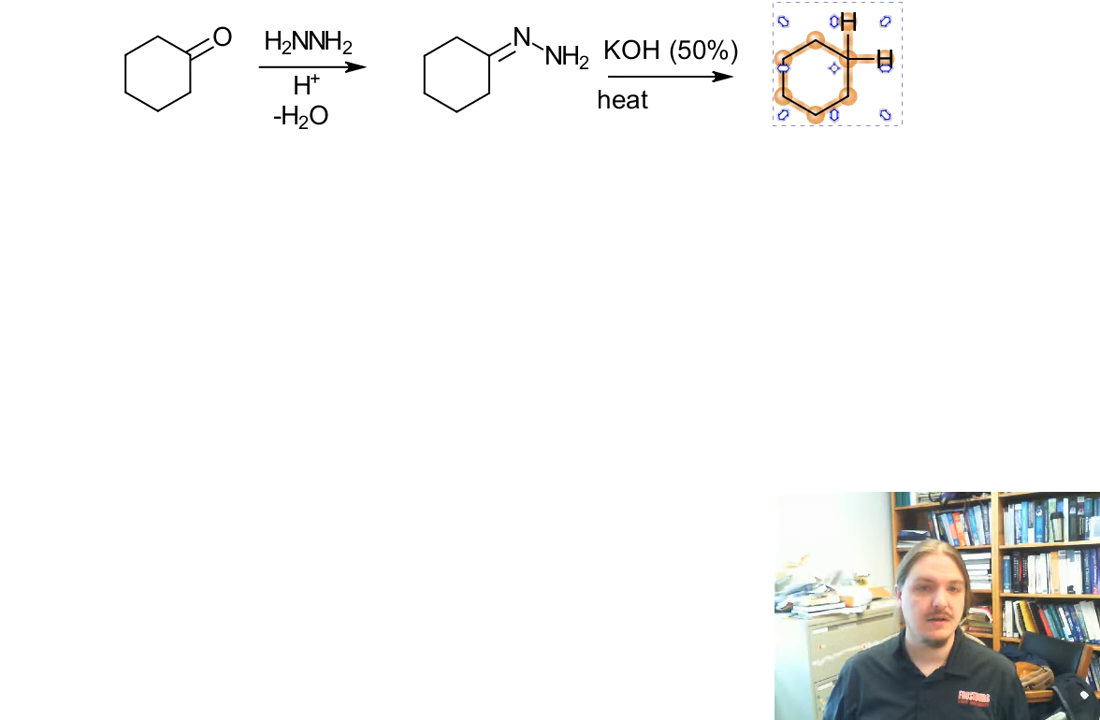 O
H₂NNH₂
H⁺
-H₂O
N
NH₂
KOH (50%)
heat
H
H